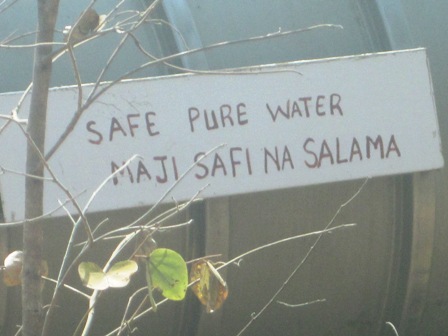 SAFE PURE WATER
MAJI SAFI NA SALAMA